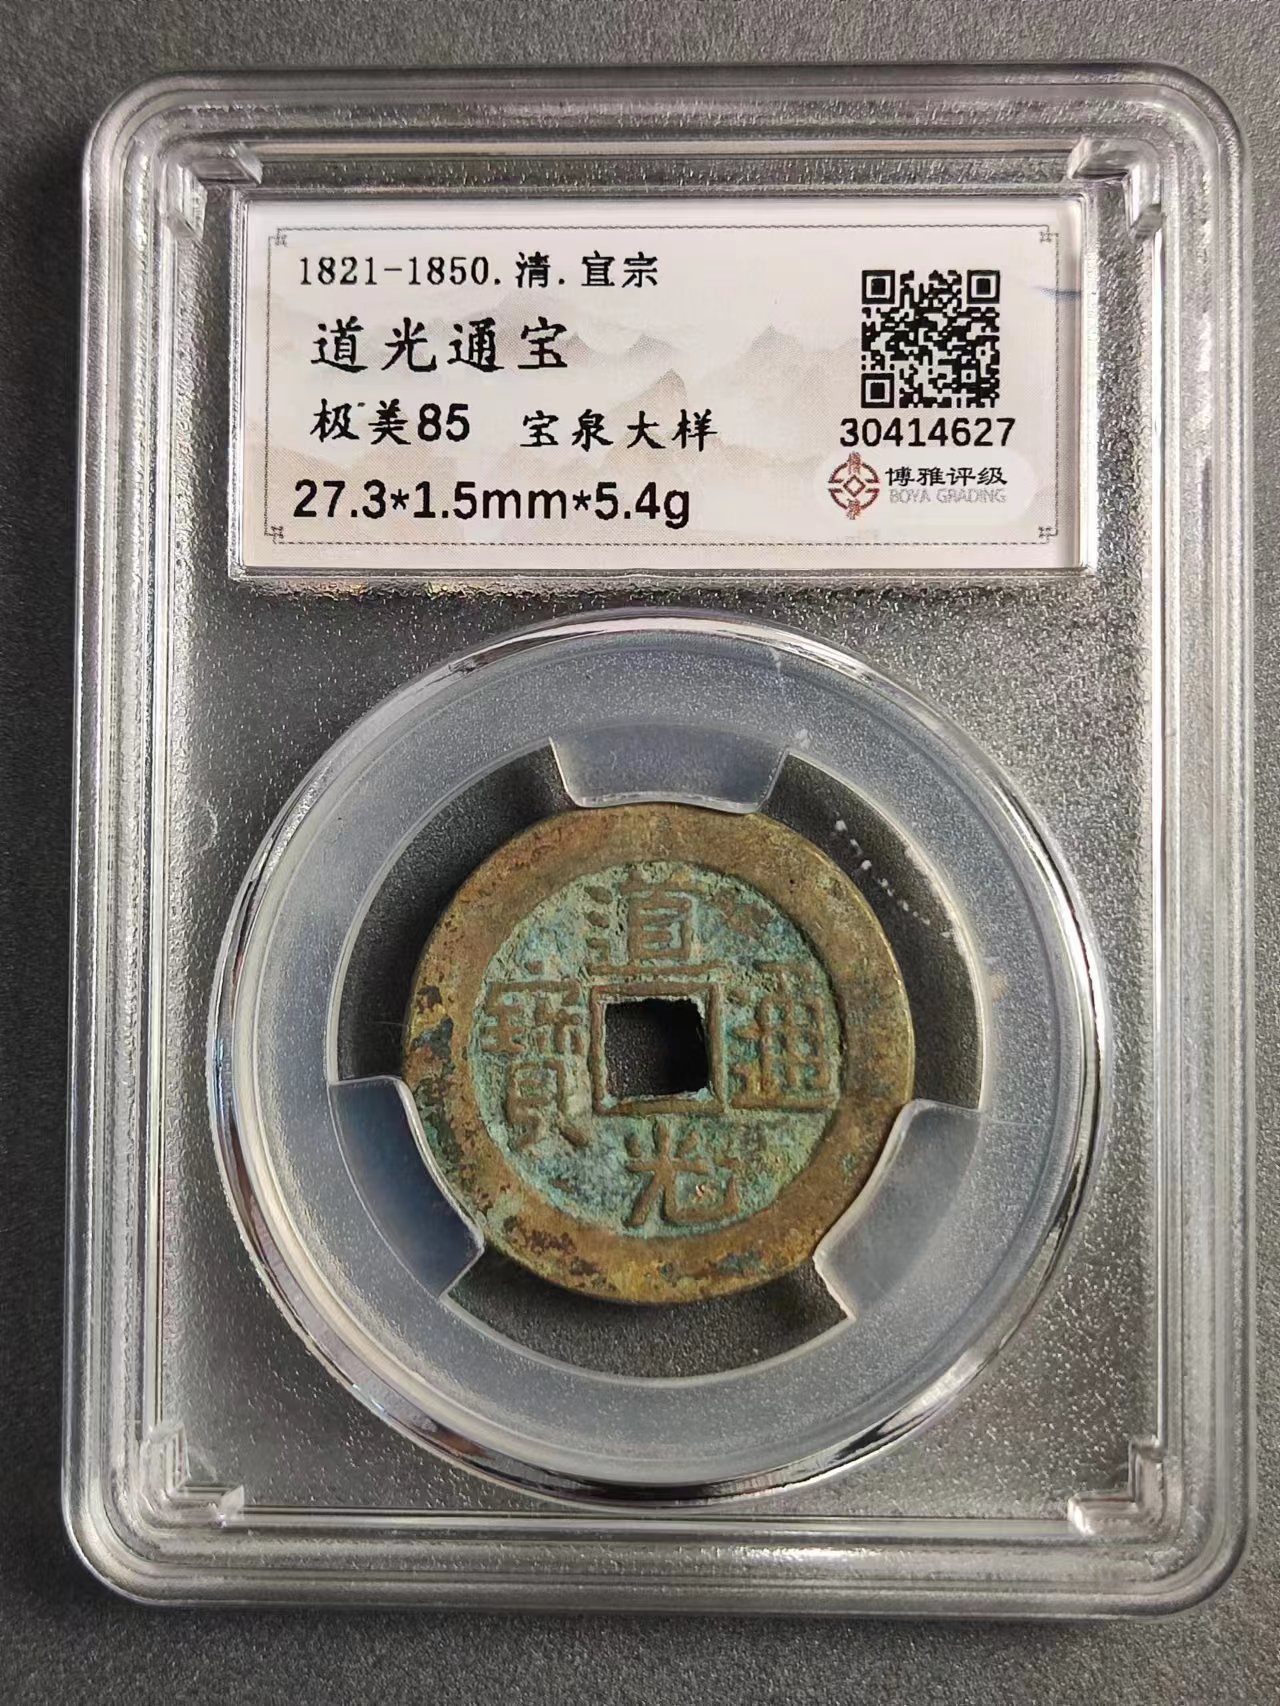 1821-1850.清.宣宗
道光通宝
极美85 宝泉大样
27.3*1.5mm*5.4g
30414627
博雅评级
BOYA GRADING
道光通寶